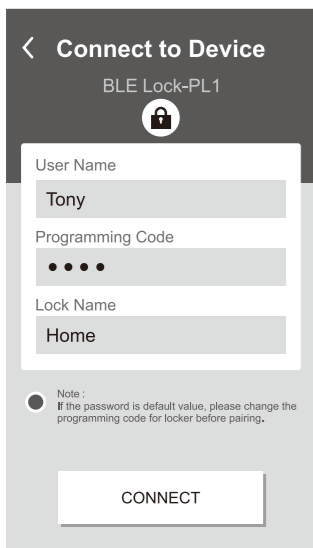 Connect to Device
BLE Lock-PL1
User Name
Tony
Programming Code
••••
Lock Name
Home
Note :
If the password is default value, please change the
programming code for locker before pairing.
CONNECT